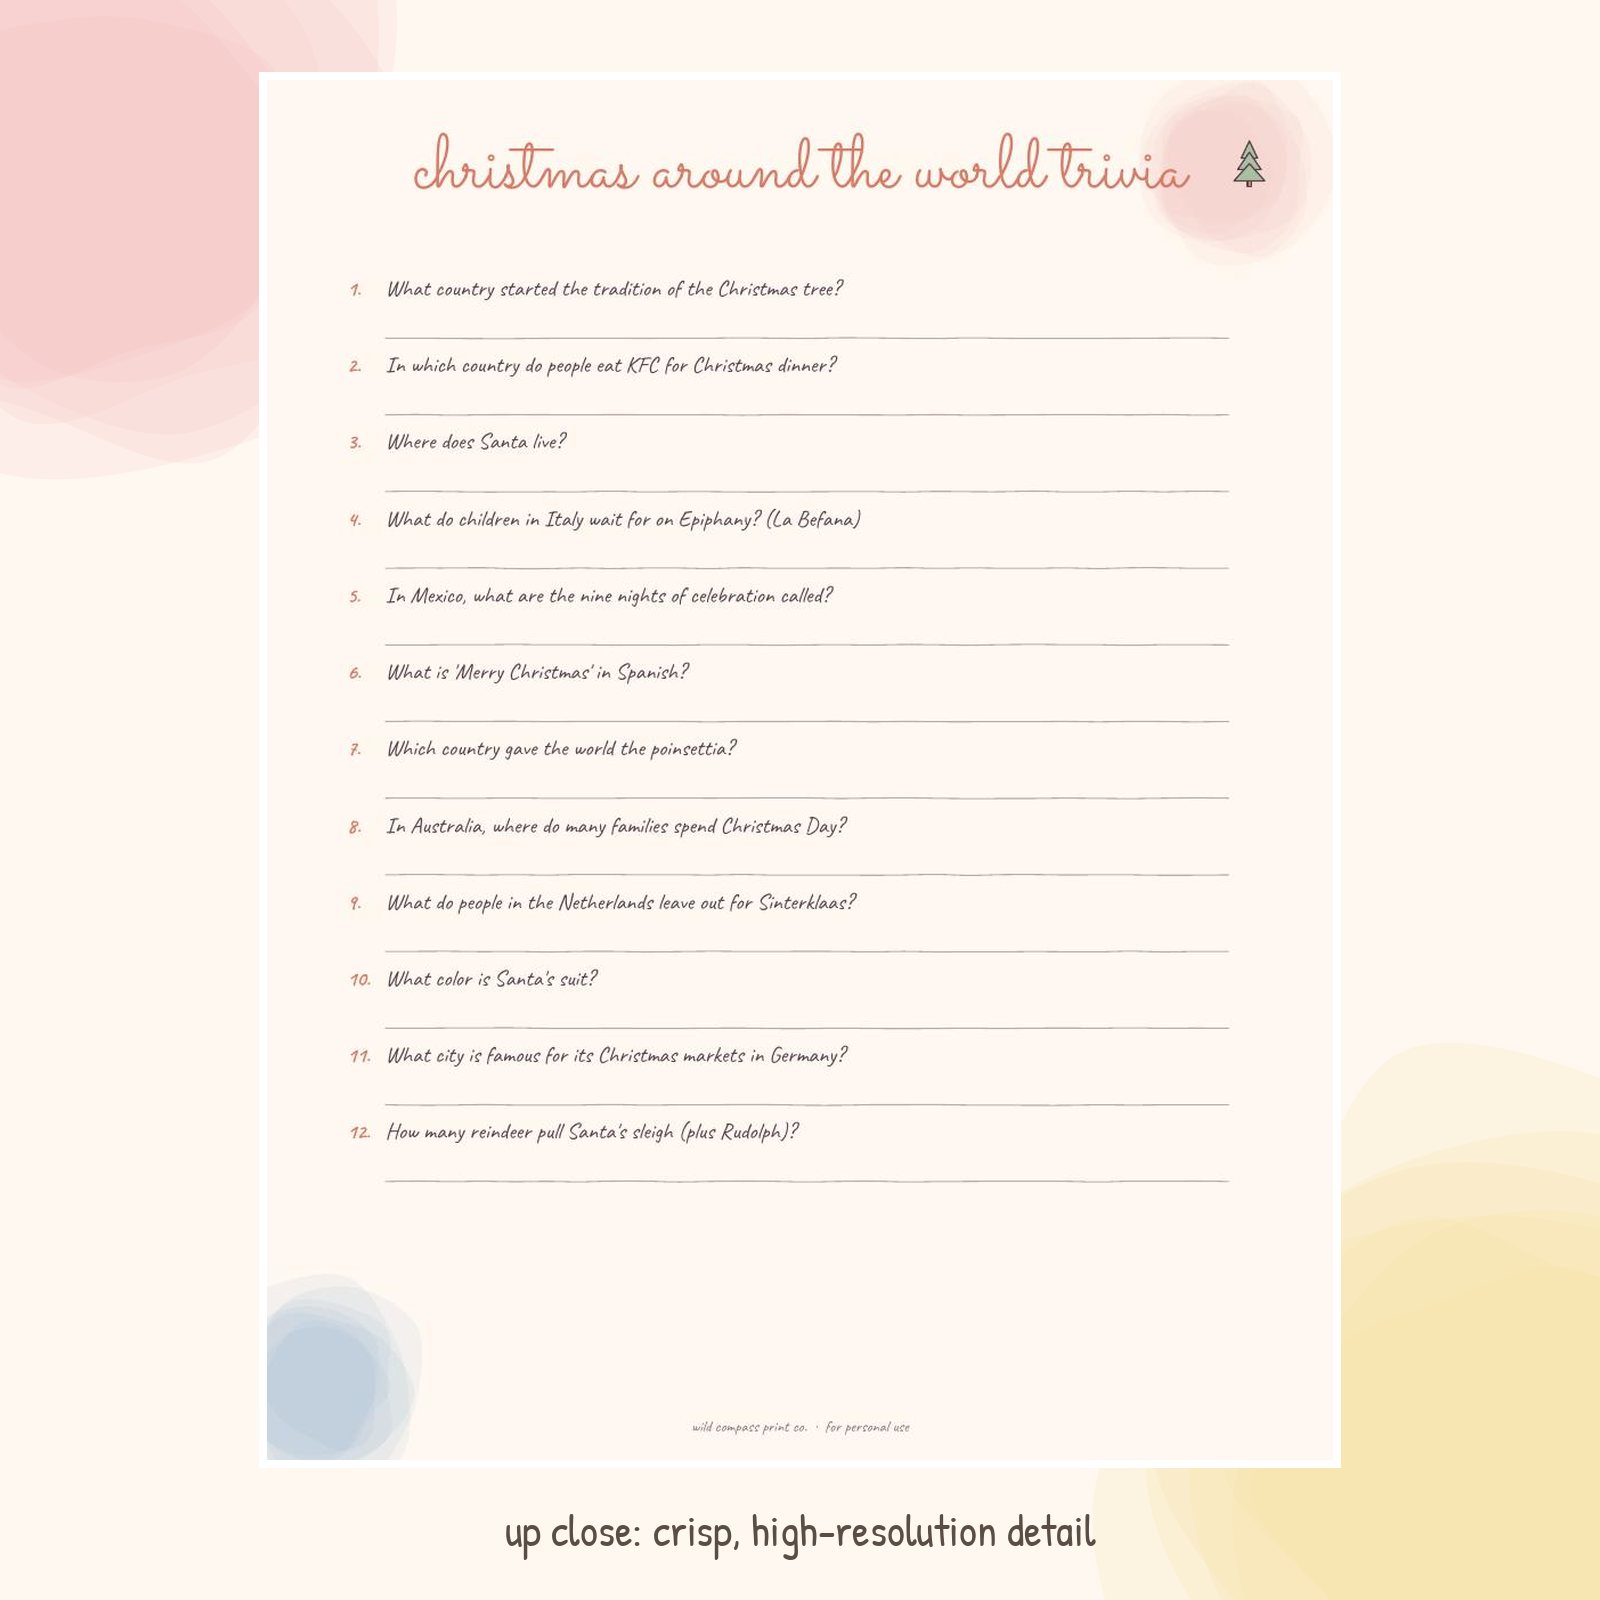 christmas around the world trivia
1. What country started the tradition of the Christmas tree?
2. In which country do people eat KFC for Christmas dinner?
3. Where does Santa live?
4. What do children in Italy wait for on Epiphany? (La Befana)
5. In Mexico, what are the nine nights of celebration called?
6. What is 'Merry Christmas' in Spanish?
7. Which country gave the world the poinsettia?
8. In Australia, where do many families spend Christmas Day?
9. What do people in the Netherlands leave out for Sinterklaas?
10. What color is Santa's suit?
11. What city is famous for its Christmas markets in Germany?
12. How many reindeer pull Santa's sleigh (plus Rudolph)?
wild compass print co. · for personal use
up close: crisp, high-resolution detail